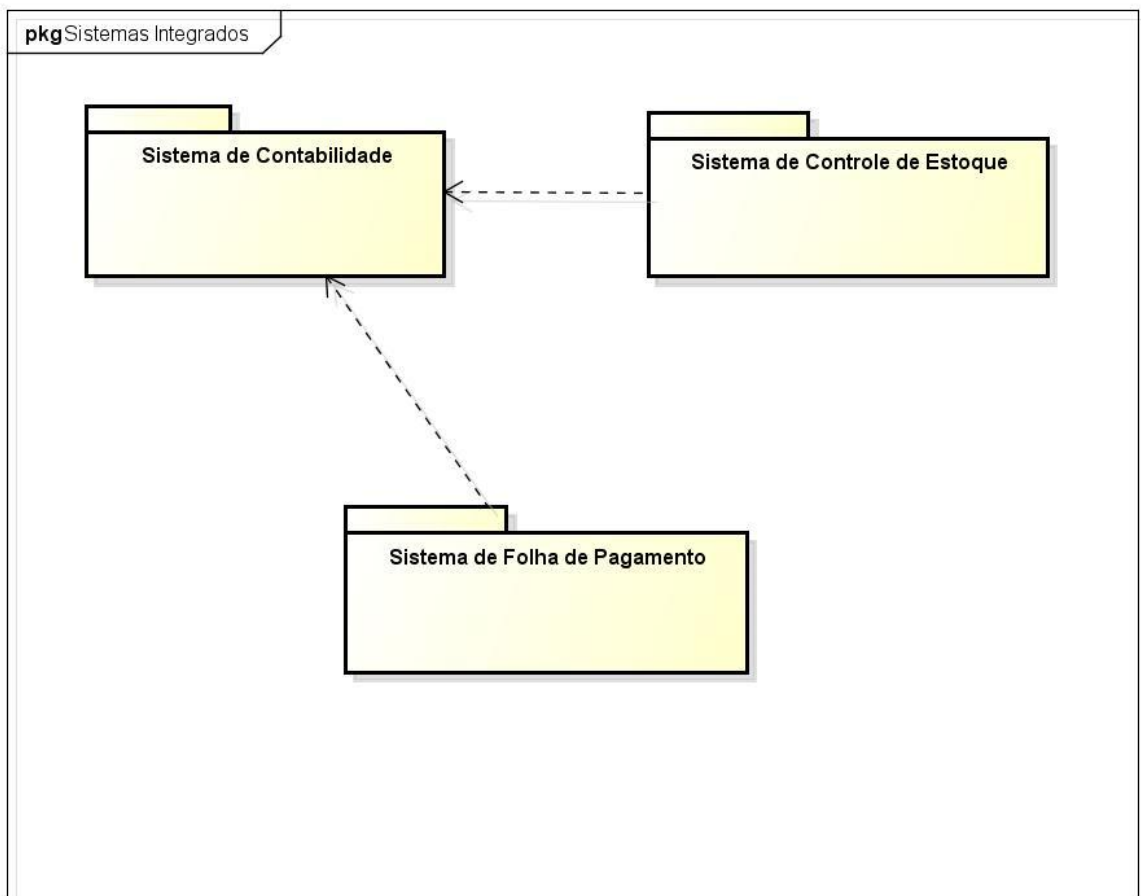 pkg Sistemas Integrados
Sistema de Contabilidade
Sistema de Controle de Estoque
Sistema de Folha de Pagamento